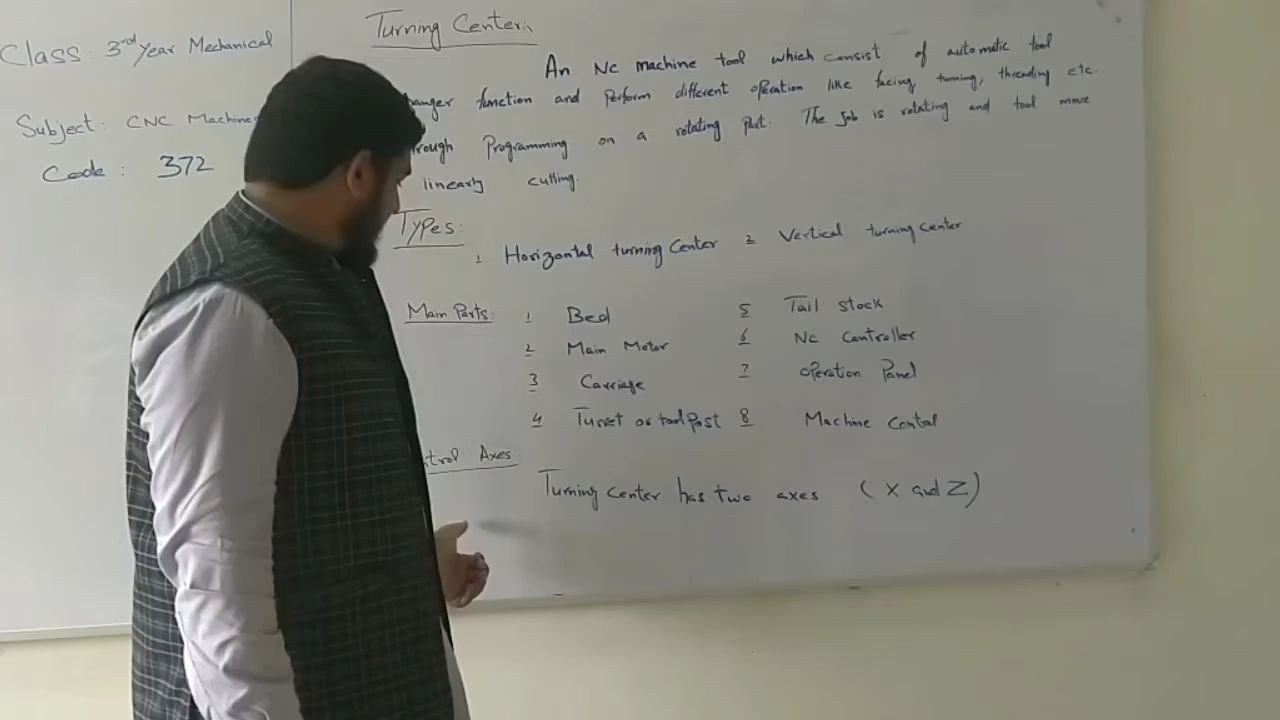 Class: 3rd Year Mechanical
Subject: CNC Machines
Code: 372
Turning Center:
An NC machine tool which consist of automatic tool
hanger function and Perform different operation like facing, turning, threading etc.
rough Programming on a rotating Part. The Job is rotating and tool move
linearly cutting.
Types:
1 Horizontal turning Center 2 Vertical turning Center
Main Parts: 1 Bed 5 Tail stock
2 Main Motor 6 NC Controller
3 Carriage 7 Operation Panel
4 Turret or tool Post 8 Machine Contal
ntrol Axes
Turning Center has two axes (X and Z)